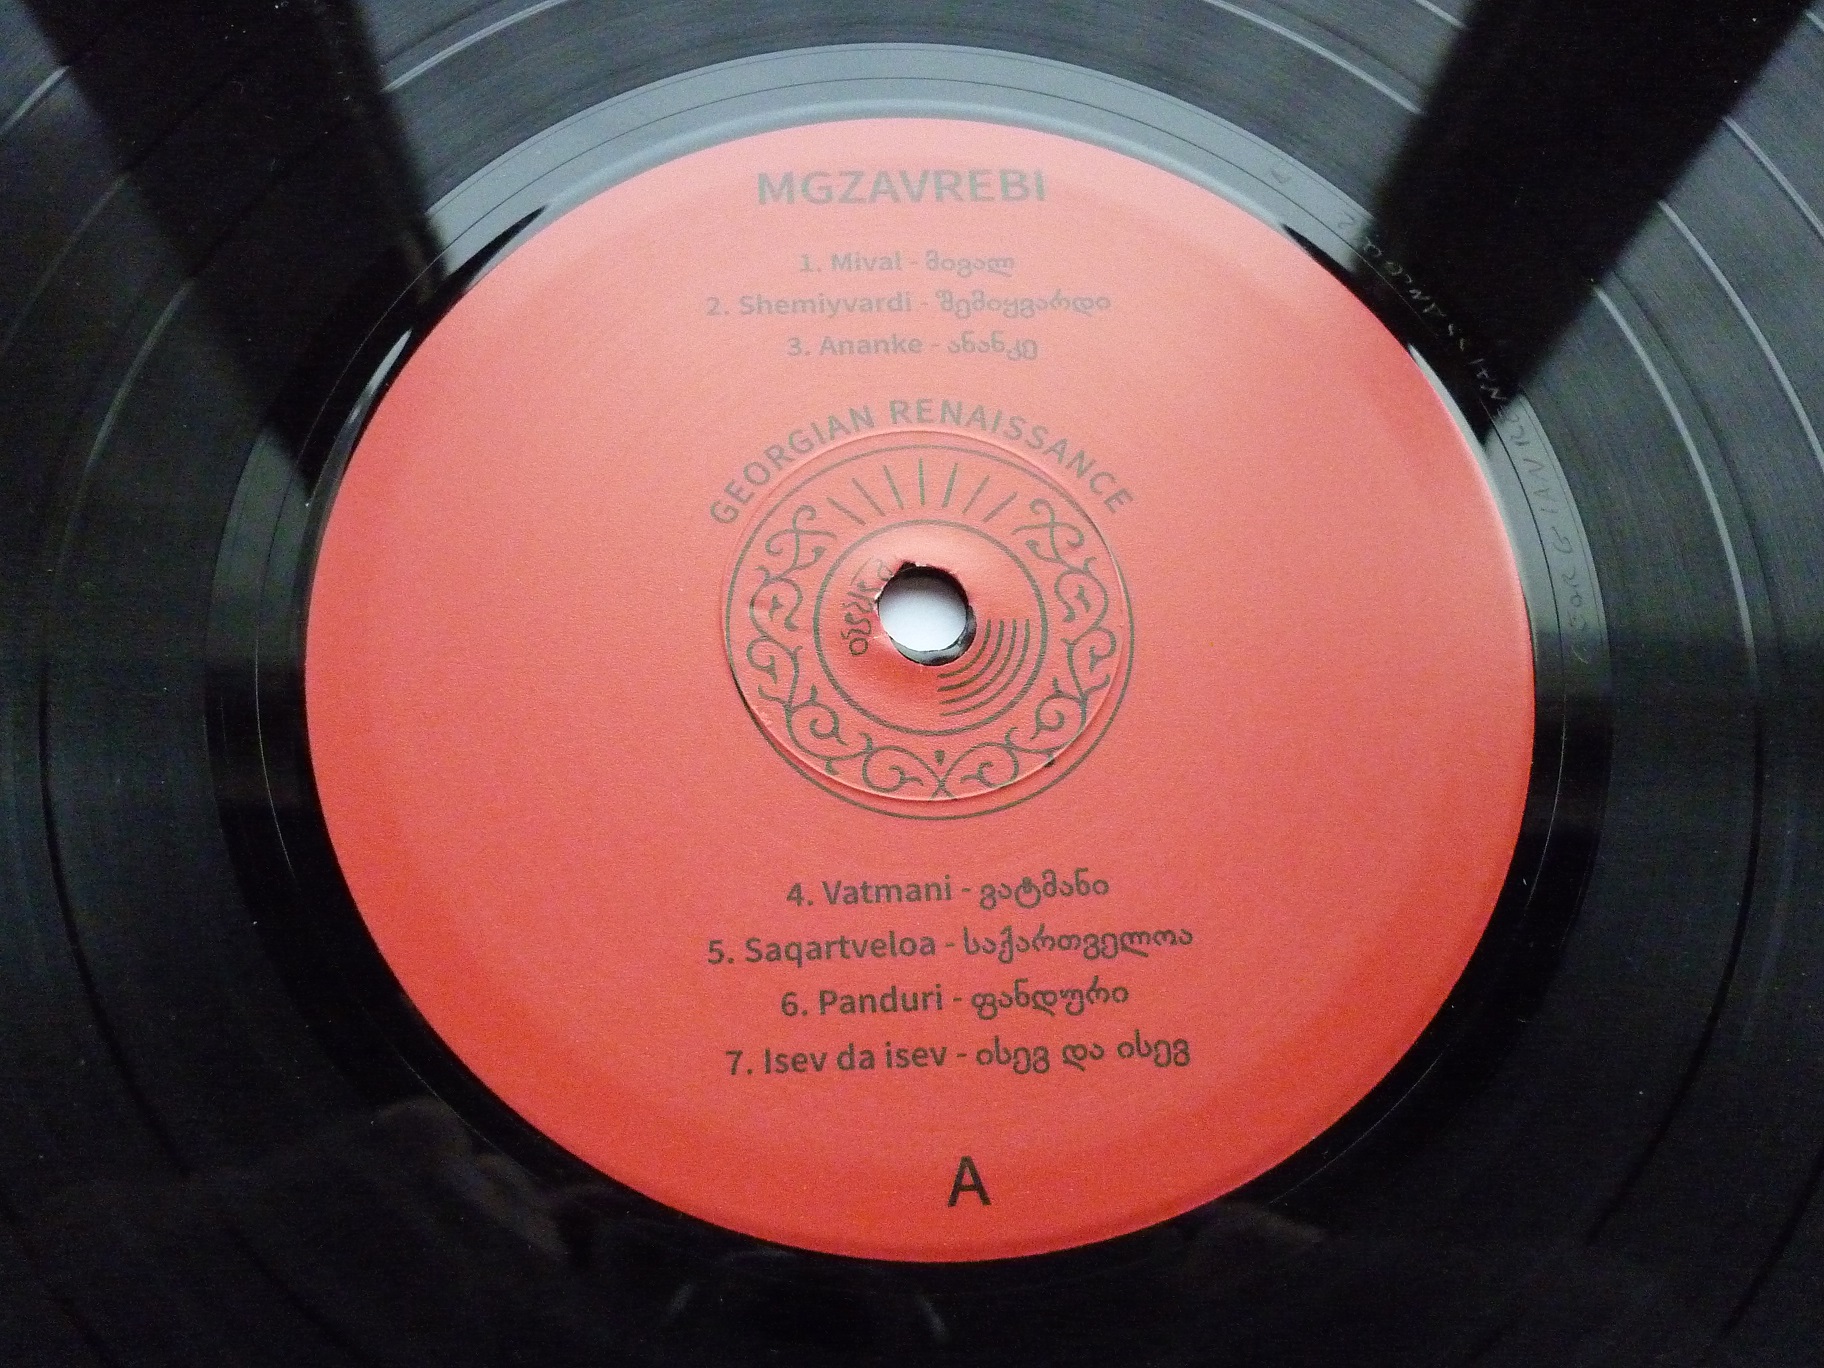 MGZAVREBI
1. Mival - მივალ
2. Shemiyvardi - შემიყვარდი
3. Ananke - ანანკე
GEORGIAN RENAISSANCE
4. Vatmani - ვატმანი
5. Saqartveloa - საქართველოა
6. Panduri - ფანდური
7. Isev da isev - ისევ და ისევ
A